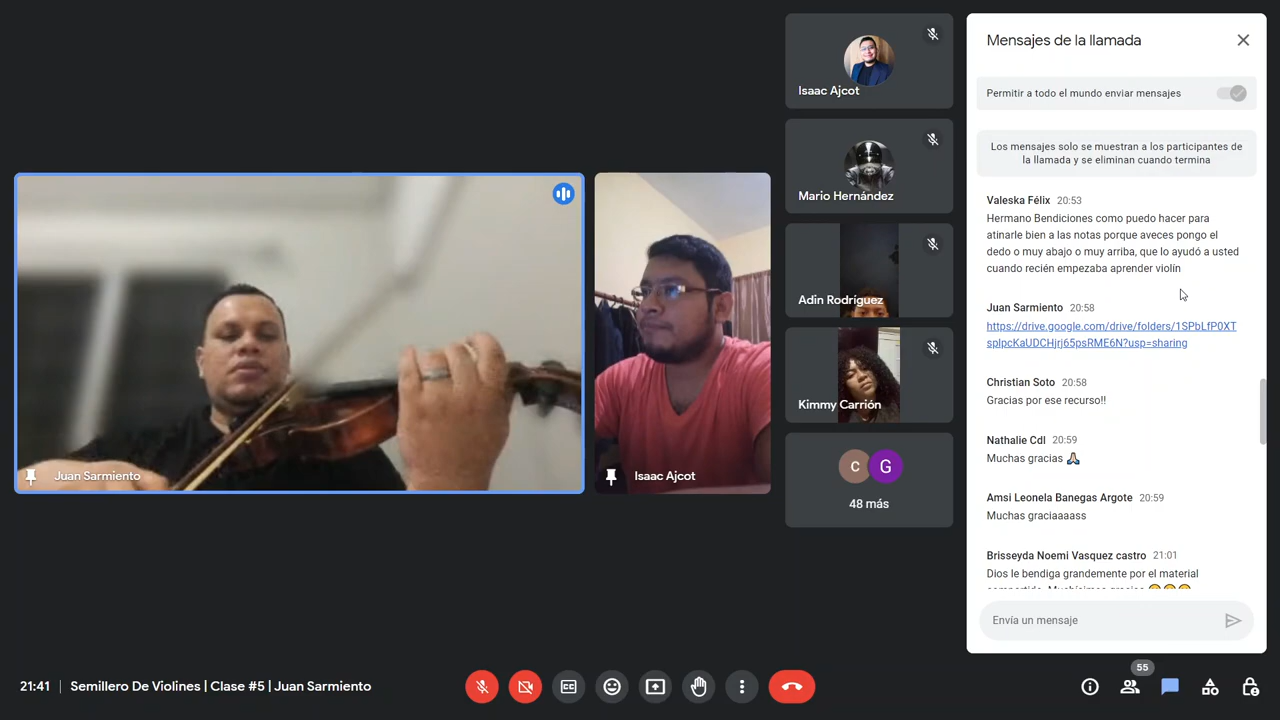 Isaac Ajcot
Mario Hernández
Adin Rodríguez
Kimmy Carrión
C G
48 más
Juan Sarmiento
Isaac Ajcot
Mensajes de la llamada
Permitir a todo el mundo enviar mensajes
Los mensajes solo se muestran a los participantes de
la llamada y se eliminan cuando termina
Valeska Félix 20:53
Hermano Bendiciones como puedo hacer para
atinarle bien a las notas porque aveces pongo el
dedo o muy abajo o muy arriba, que lo ayudó a usted
cuando recién empezaba aprender violín
Juan Sarmiento 20:58
https://drive.google.com/drive/folders/1SPbLfP0XT
spIpcKaUDCHjrj65psRME6N?usp=sharing
Christian Soto 20:58
Gracias por ese recurso!!
Nathalie Cdl 20:59
Muchas gracias 🙏
Amsi Leonela Banegas Argote 20:59
Muchas graciaaaass
Brisseyda Noemi Vasquez castro 21:01
Dios le bendiga grandemente por el material
Envía un mensaje
21:41 | Semillero De Violines | Clase #5 | Juan Sarmiento
55